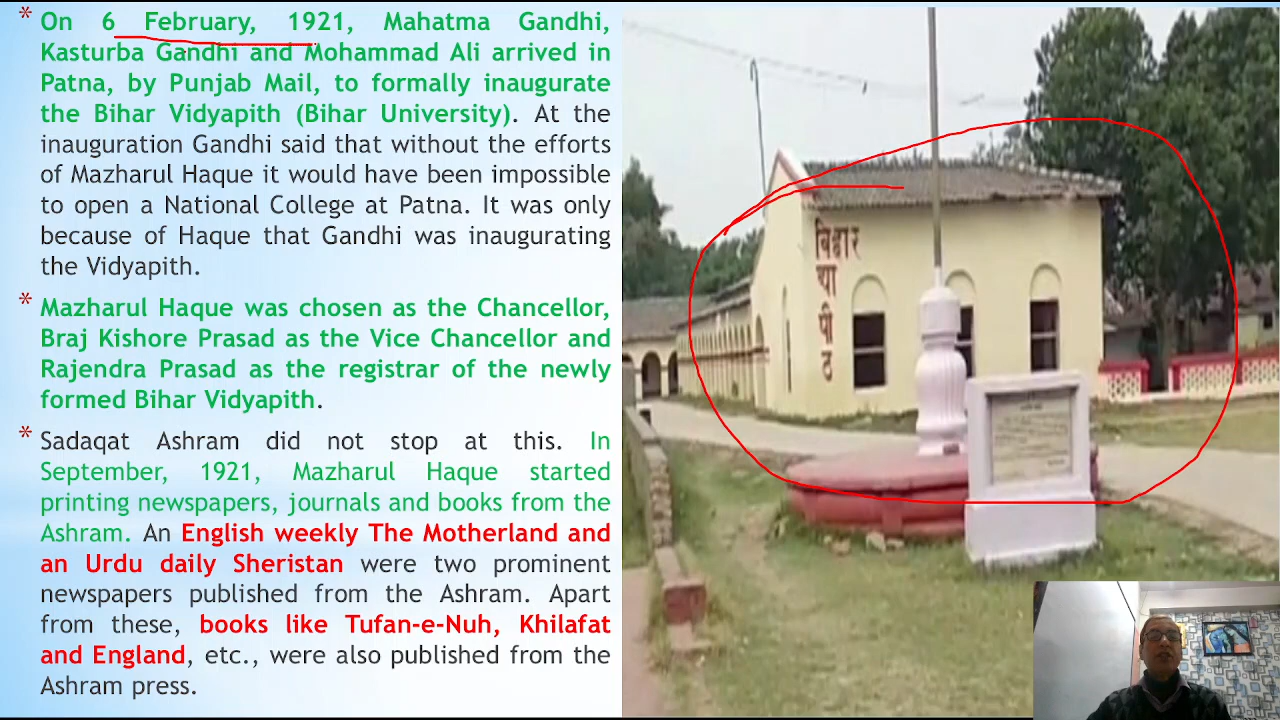 * On 6 February, 1921, Mahatma Gandhi,
Kasturba Gandhi and Mohammad Ali arrived in
Patna, by Punjab Mail, to formally inaugurate
the Bihar Vidyapith (Bihar University). At the
inauguration Gandhi said that without the efforts
of Mazharul Haque it would have been impossible
to open a National College at Patna. It was only
because of Haque that Gandhi was inaugurating
the Vidyapith.
* Mazharul Haque was chosen as the Chancellor,
Braj Kishore Prasad as the Vice Chancellor and
Rajendra Prasad as the registrar of the newly
formed Bihar Vidyapith.
* Sadaqat Ashram did not stop at this. In
September, 1921, Mazharul Haque started
printing newspapers, journals and books from the
Ashram. An English weekly The Motherland and
an Urdu daily Sheristan were two prominent
newspapers published from the Ashram. Apart
from these, books like Tufan-e-Nuh, Khilafat
and England, etc., were also published from the
Ashram press.
बिहार
द्या
पी
ठ